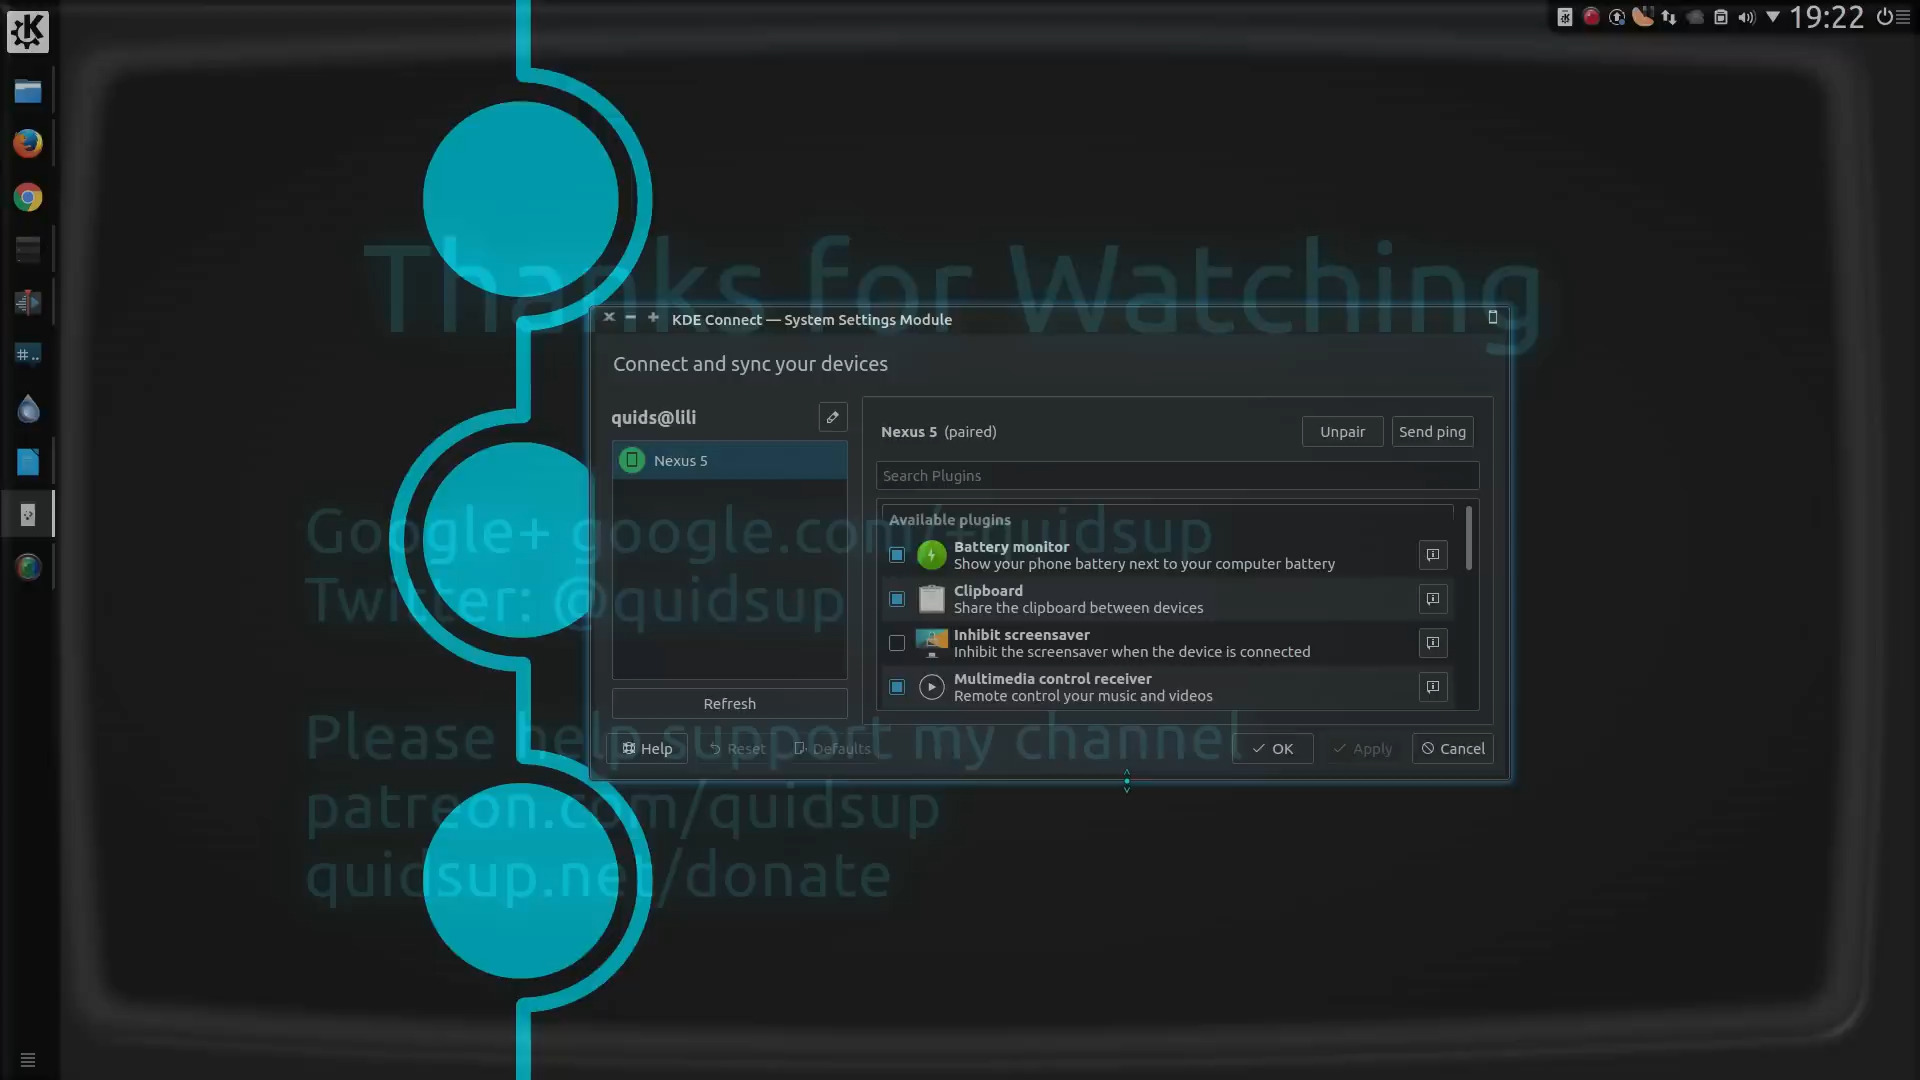 19:22
Thanks for Watching
KDE Connect — System Settings Module
Connect and sync your devices
quids@lili
Nexus 5
Refresh
Nexus 5 (paired)
Unpair
Send ping
Search Plugins
Available plugins
Battery monitor
Show your phone battery next to your computer battery
Clipboard
Share the clipboard between devices
Inhibit screensaver
Inhibit the screensaver when the device is connected
Multimedia control receiver
Remote control your music and videos
Help
Reset
Defaults
OK
Apply
Cancel
Google+ google.com/+quidsup
Twitter: @quidsup
Please help support my channel
patreon.com/quidsup
quidsup.net/donate